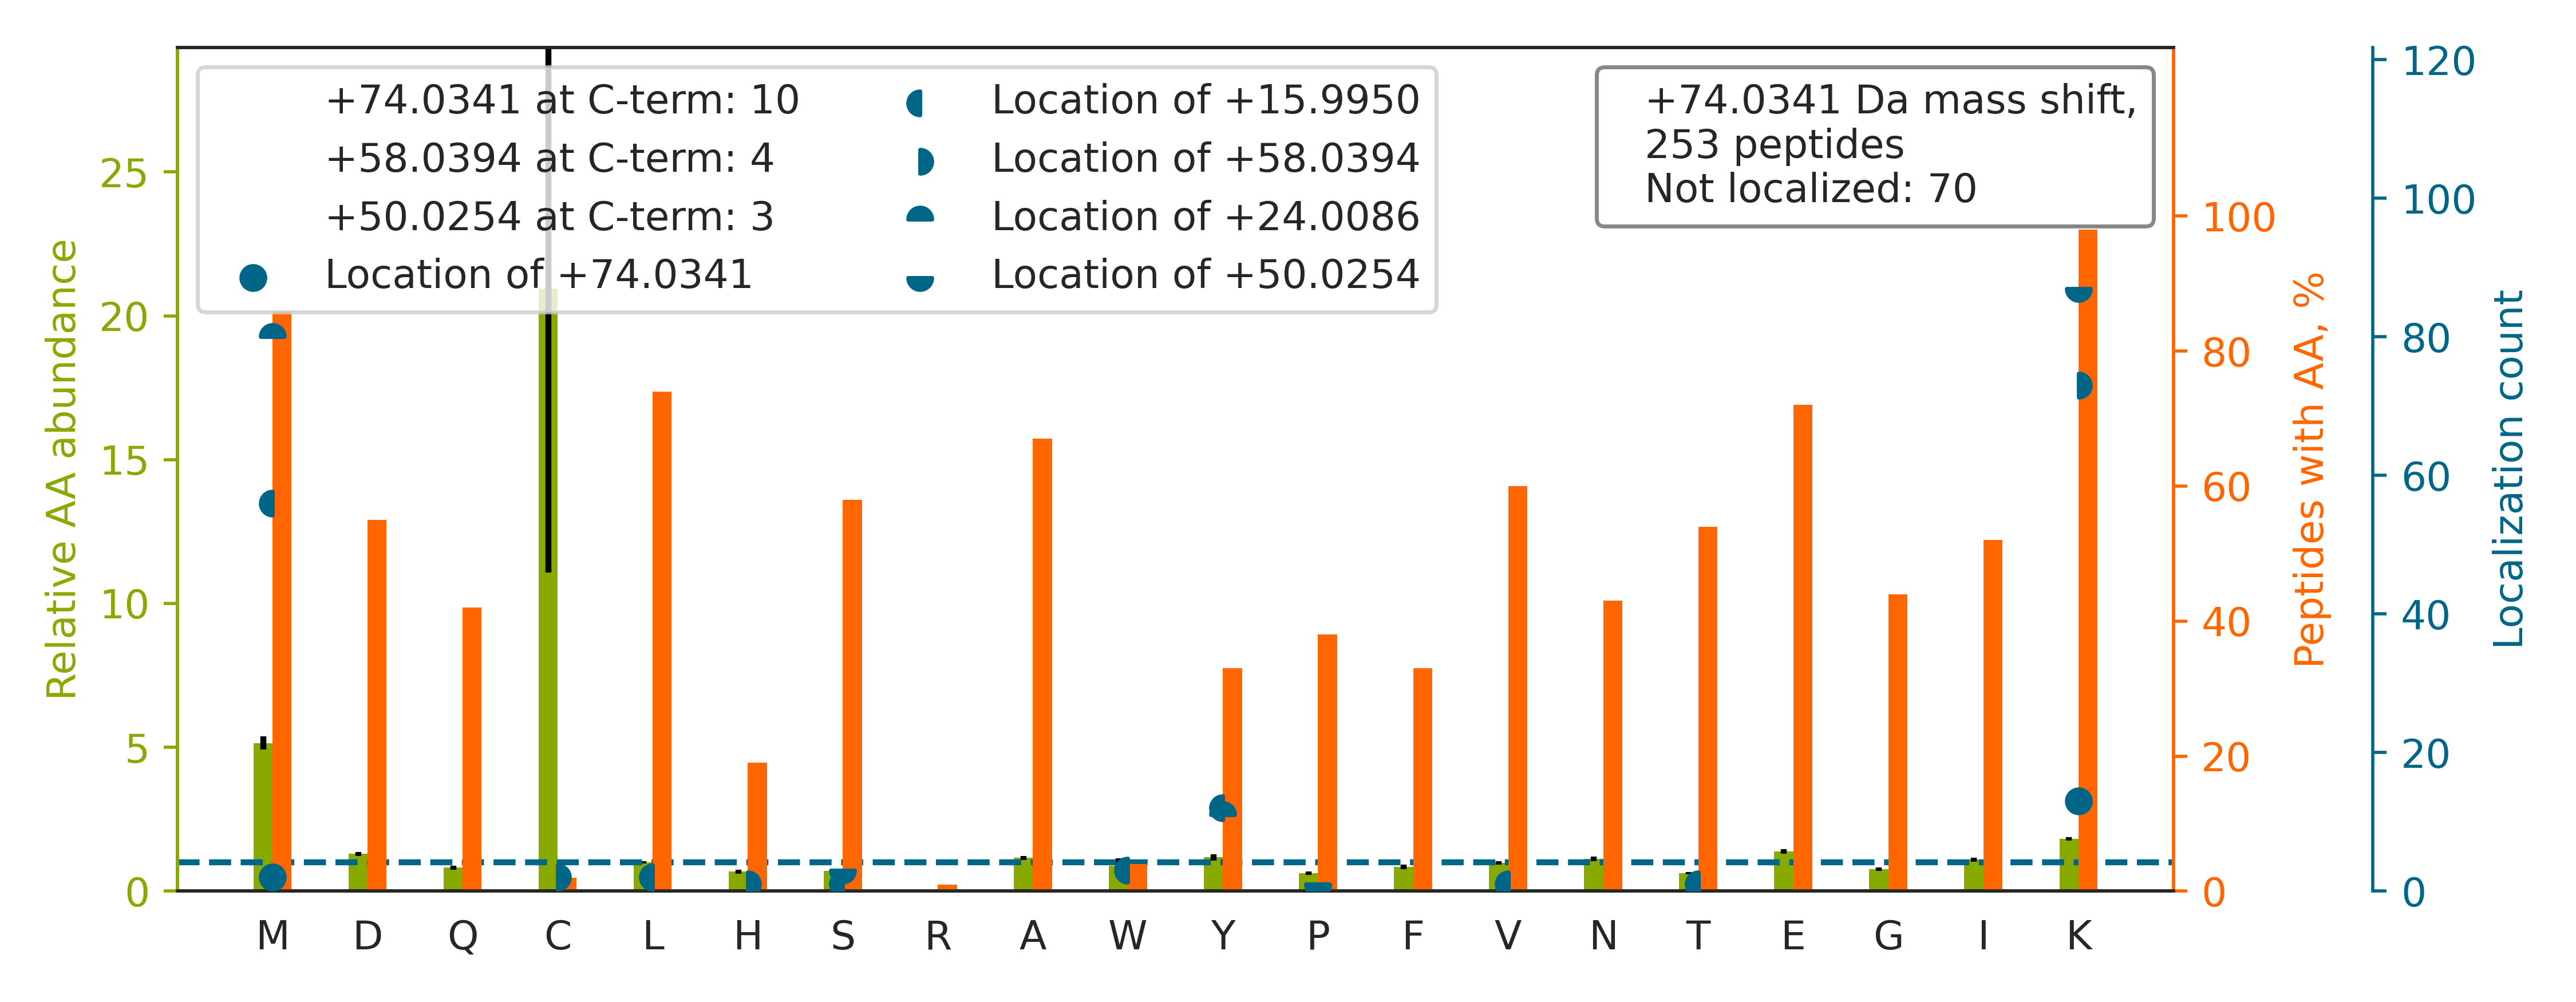 +74.0341 at C-term: 10
+58.0394 at C-term: 4
+50.0254 at C-term: 3
Location of +74.0341
Location of +15.9950
Location of +58.0394
Location of +24.0086
Location of +50.0254
+74.0341 Da mass shift,
253 peptides
Not localized: 70
Relative AA abundance
25
20
15
10
5
0
M D Q C L H S R A W Y P F V N T E G I K
100
80
60
40
20
0
Peptides with AA, %
120
100
80
60
40
20
0
Localization count